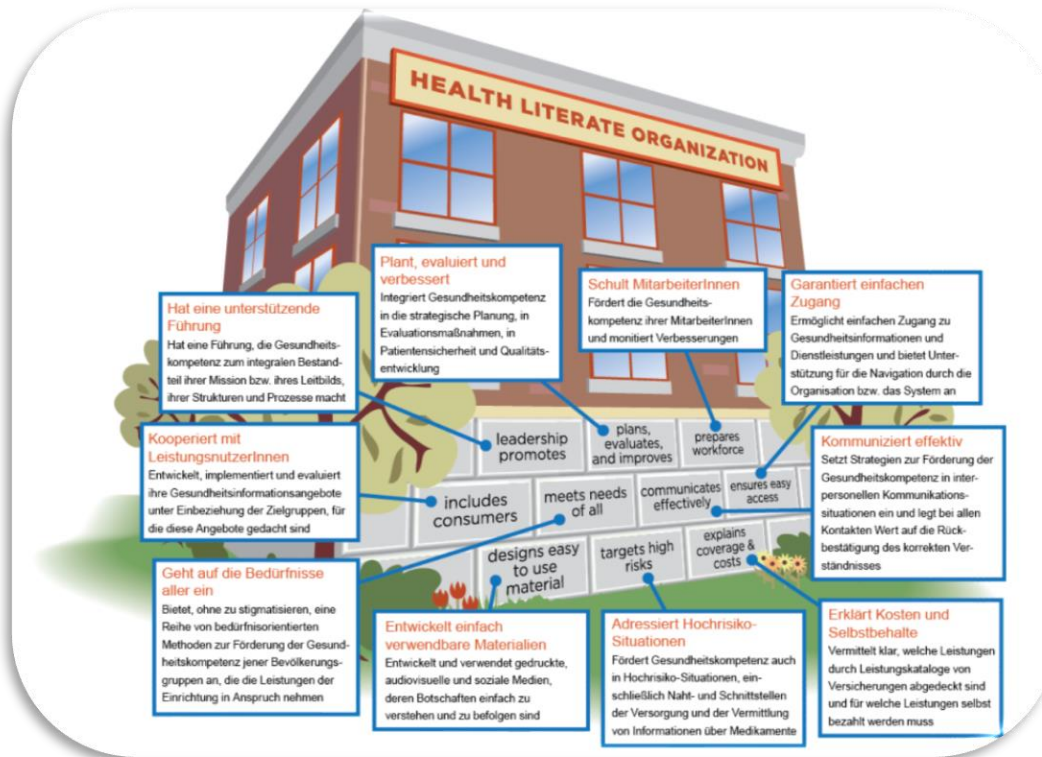 HEALTH LITERATE ORGANIZATION
Plant, evaluiert und
verbessert
Integriert Gesundheitskompetenz
in die strategische Planung, in
Evaluationsmaßnahmen, in
Patientensicherheit und Qualitäts-
entwicklung
Schult MitarbeiterInnen
Fördert die Gesundheits-
kompetenz ihrer MitarbeiterInnen
und monitiert Verbesserungen
Garantiert einfachen
Zugang
Ermöglicht einfachen Zugang zu
Gesundheitsinformationen und
Dienstleistungen und bietet Unter-
stützung für die Navigation durch die
Organisation bzw. das System an
Hat eine unterstützende
Führung
Hat eine Führung, die Gesundheits-
kompetenz zum integralen Bestand-
teil ihrer Mission bzw. ihres Leitbilds,
ihrer Strukturen und Prozesse macht
Kooperiert mit
LeistungsnutzerInnen
Entwickelt, implementiert und evaluiert
ihre Gesundheitsinformationsangebote
unter Einbeziehung der Zielgruppen, für
die diese Angebote gedacht sind
leadership
promotes
plans,
evaluates,
and improves
prepares
workforce
includes
consumers
meets needs
of all
communicates
effectively
ensures easy
access
designs easy
to use
material
targets high
risks
explains
coverage &
costs
Kommuniziert effektiv
Setzt Strategien zur Förderung der
Gesundheitskompetenz in inter-
personellen Kommunikations-
situationen ein und legt bei allen
Kontakten Wert auf die Rück-
bestätigung des korrekten Ver-
ständnisses
Geht auf die Bedürfnisse
aller ein
Bietet, ohne zu stigmatisieren, eine
Reihe von bedürfnisorientierten
Methoden zur Förderung der Gesund-
heitskompetenz jener Bevölkerungs-
gruppen an, die die Leistungen der
Einrichtung in Anspruch nehmen
Entwickelt einfach
verwendbare Materialien
Entwickelt und verwendet gedruckte,
audiovisuelle und soziale Medien,
deren Botschaften einfach zu
verstehen und zu befolgen sind
Adressiert Hochrisiko-
Situationen
Fördert Gesundheitskompetenz auch
in Hochrisiko-Situationen, ein-
schließlich Naht- und Schnittstellen
der Versorgung und der Vermittlung
von Informationen über Medikamente
Erklärt Kosten und
Selbstbehalte
Vermittelt klar, welche Leistungen
durch Leistungskataloge von
Versicherungen abgedeckt sind
und für welche Leistungen selbst
bezahlt werden muss